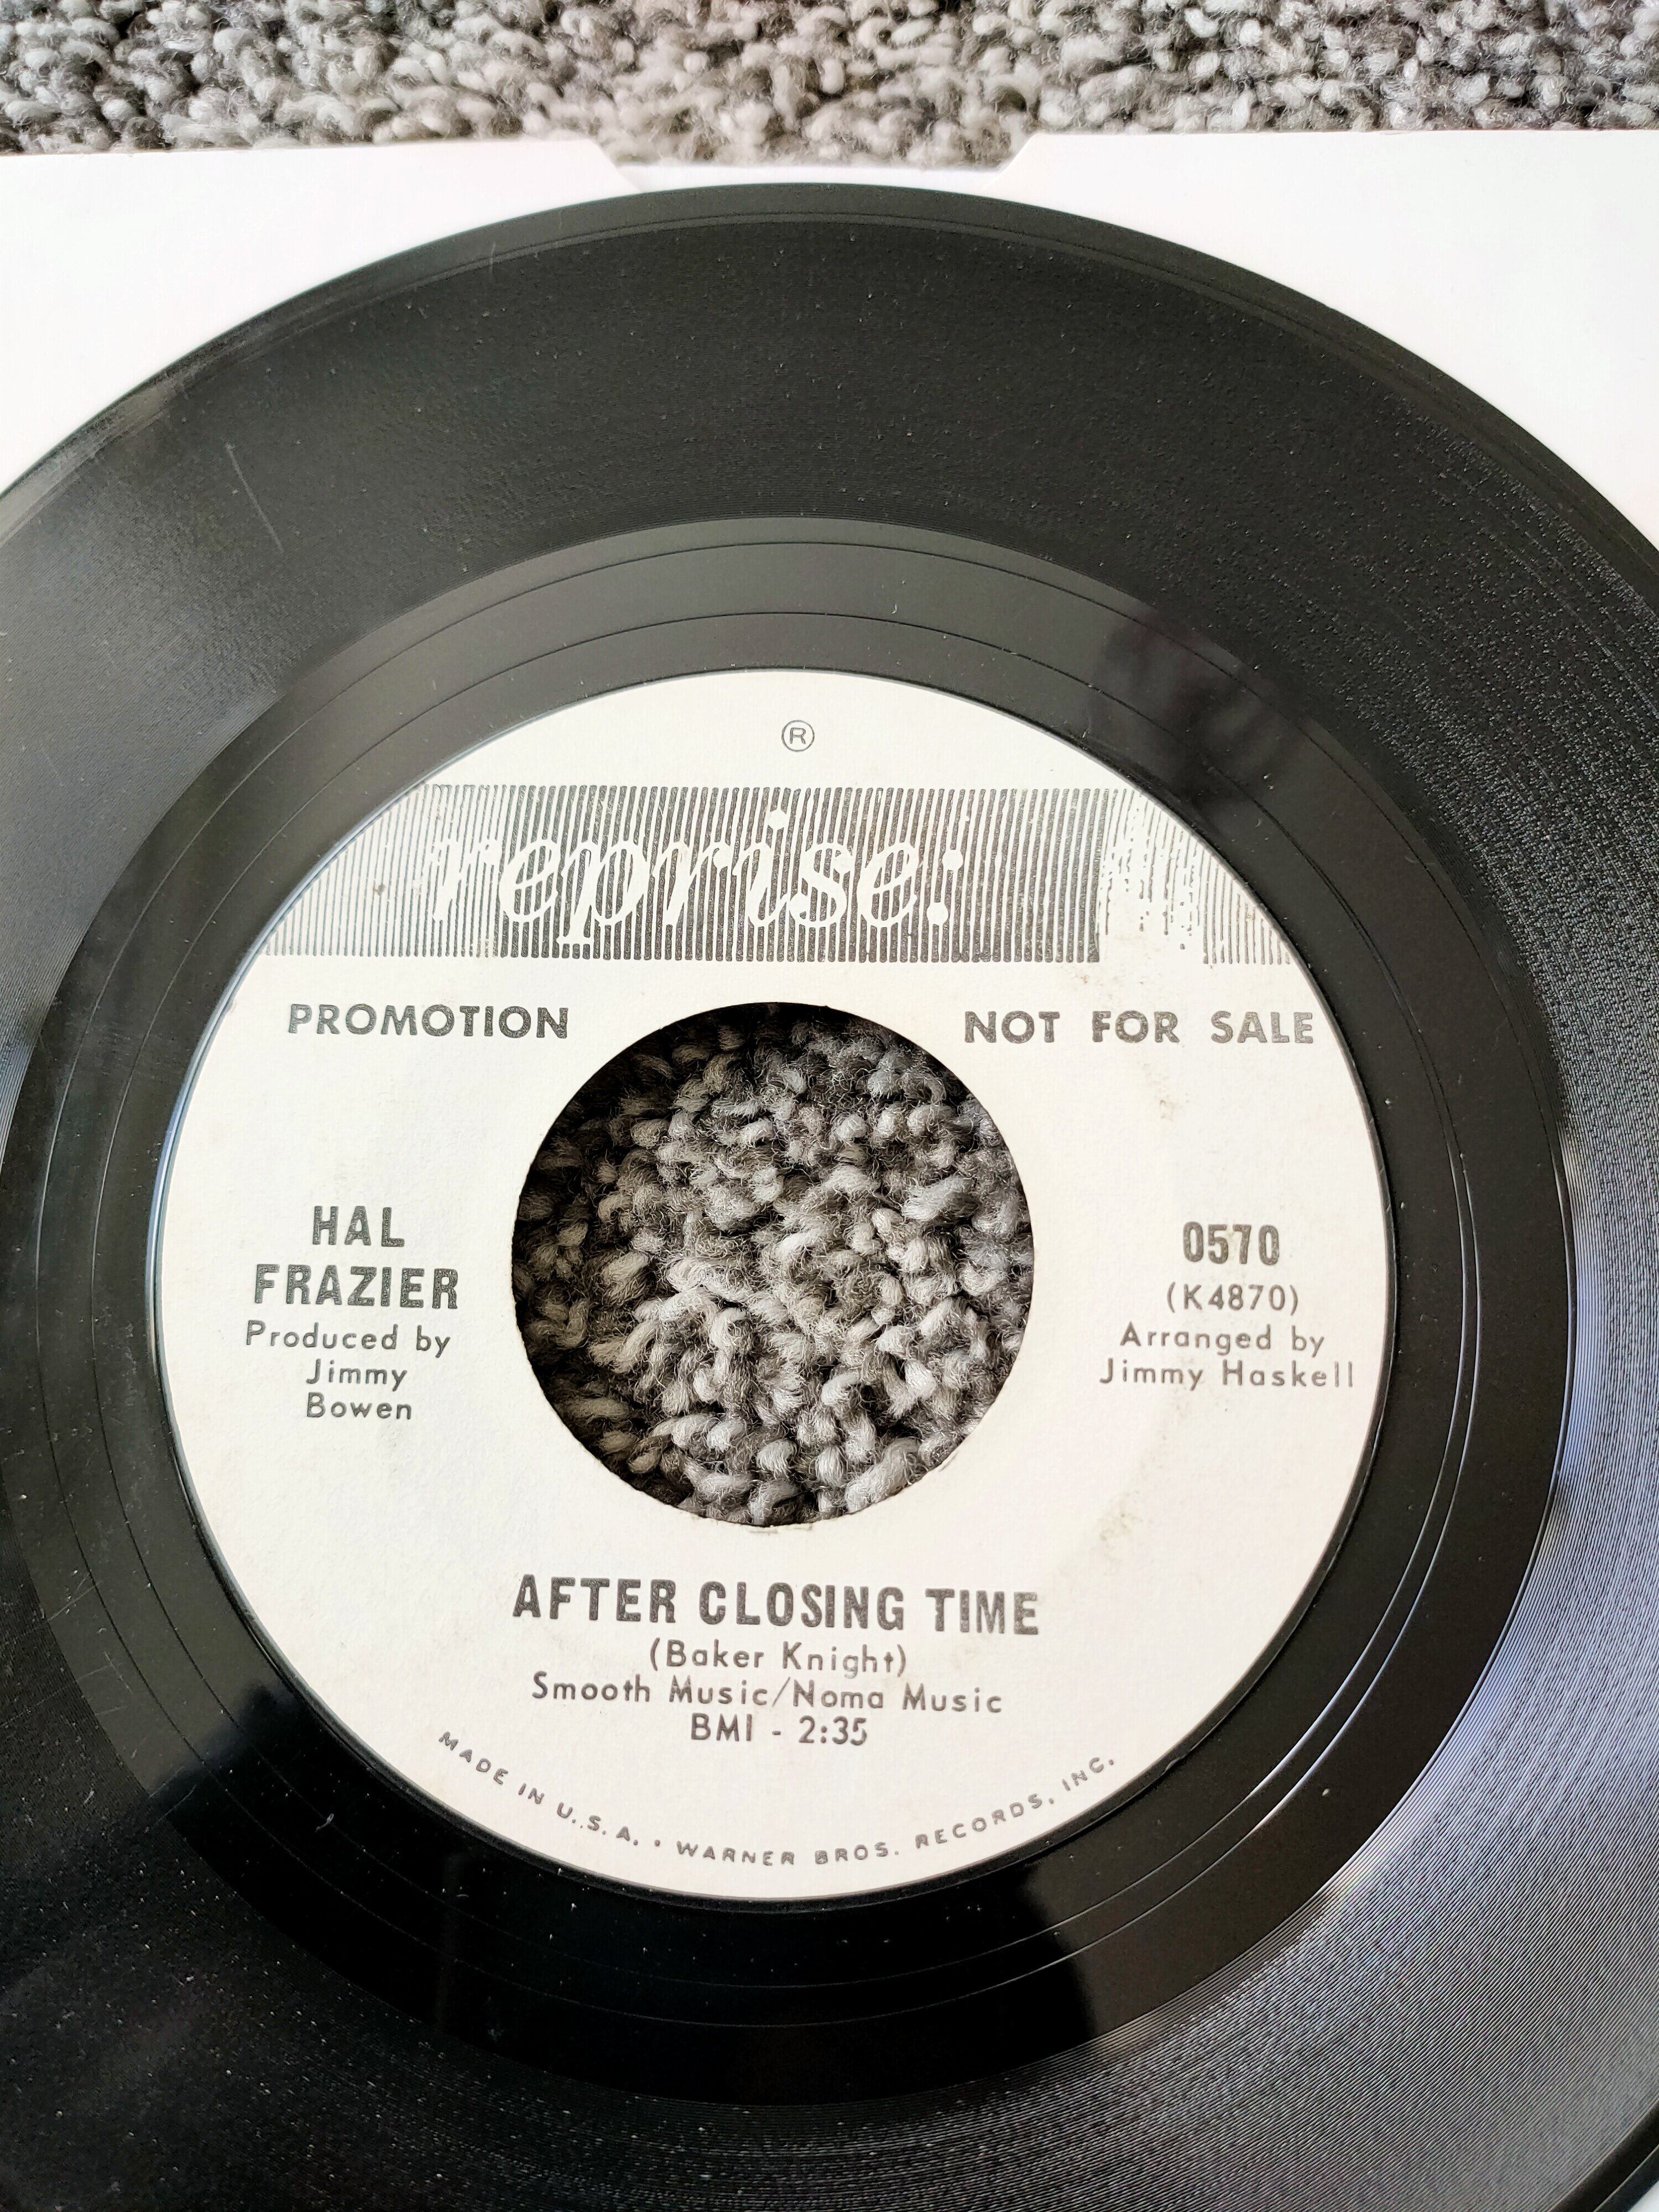 ®
reprise:
PROMOTION NOT FOR SALE
HAL
FRAZIER
Produced by
Jimmy
Bowen
0570
(K4870)
Arranged by
Jimmy Haskell
AFTER CLOSING TIME
(Baker Knight)
Smooth Music/Noma Music
BMI - 2:35
MADE IN U.S.A. • WARNER BROS. RECORDS, INC.